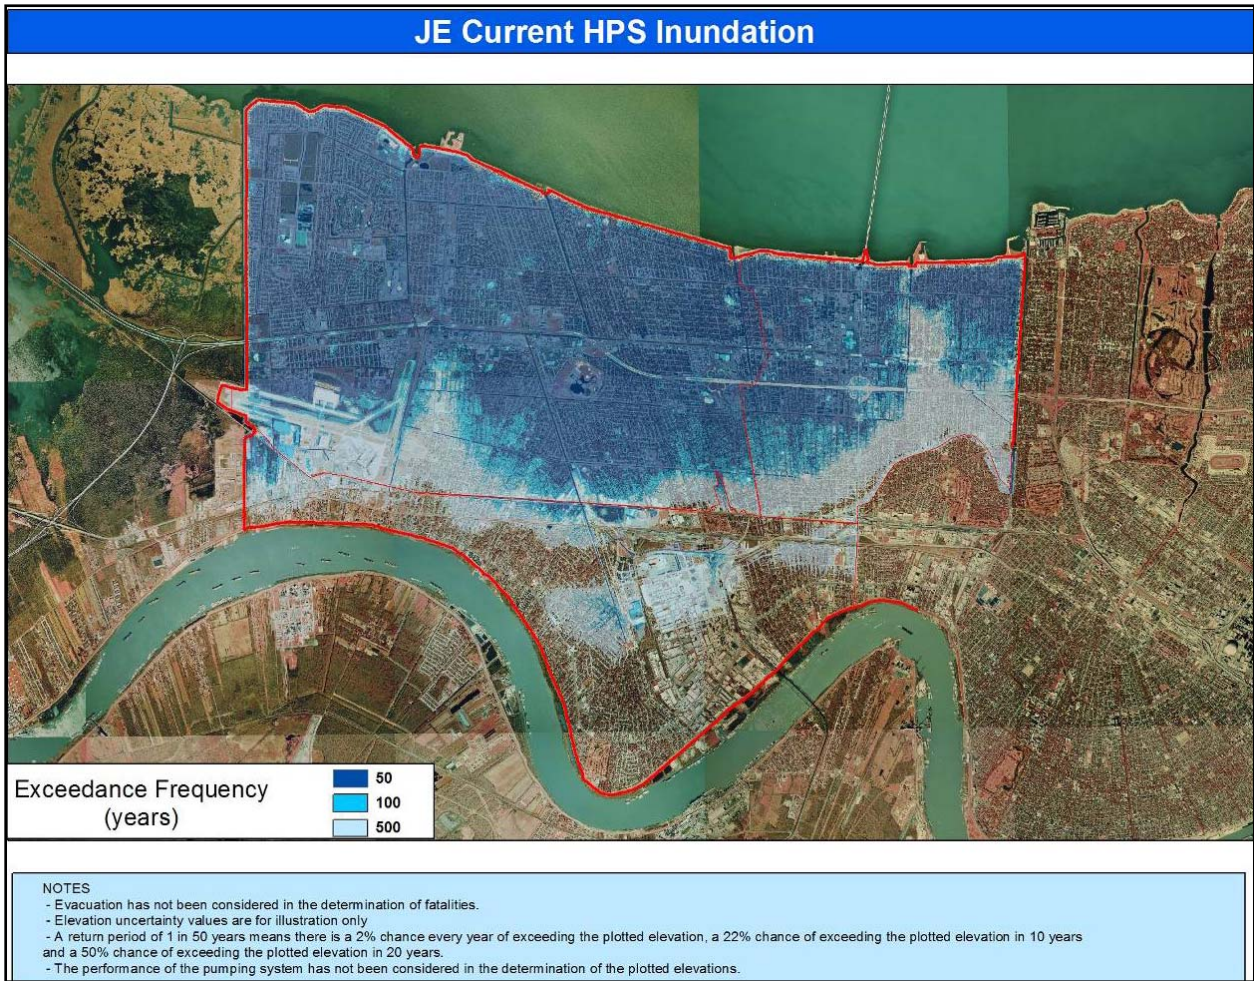 JE Current HPS Inundation
Exceedance Frequency
(years)
50
100
500
NOTES
- Evacuation has not been considered in the determination of fatalities.
- Elevation uncertainty values are for illustration only
- A return period of 1 in 50 years means there is a 2% chance every year of exceeding the plotted elevation, a 22% chance of exceeding the plotted elevation in 10 years
and a 50% chance of exceeding the plotted elevation in 20 years.
- The performance of the pumping system has not been considered in the determination of the plotted elevations.